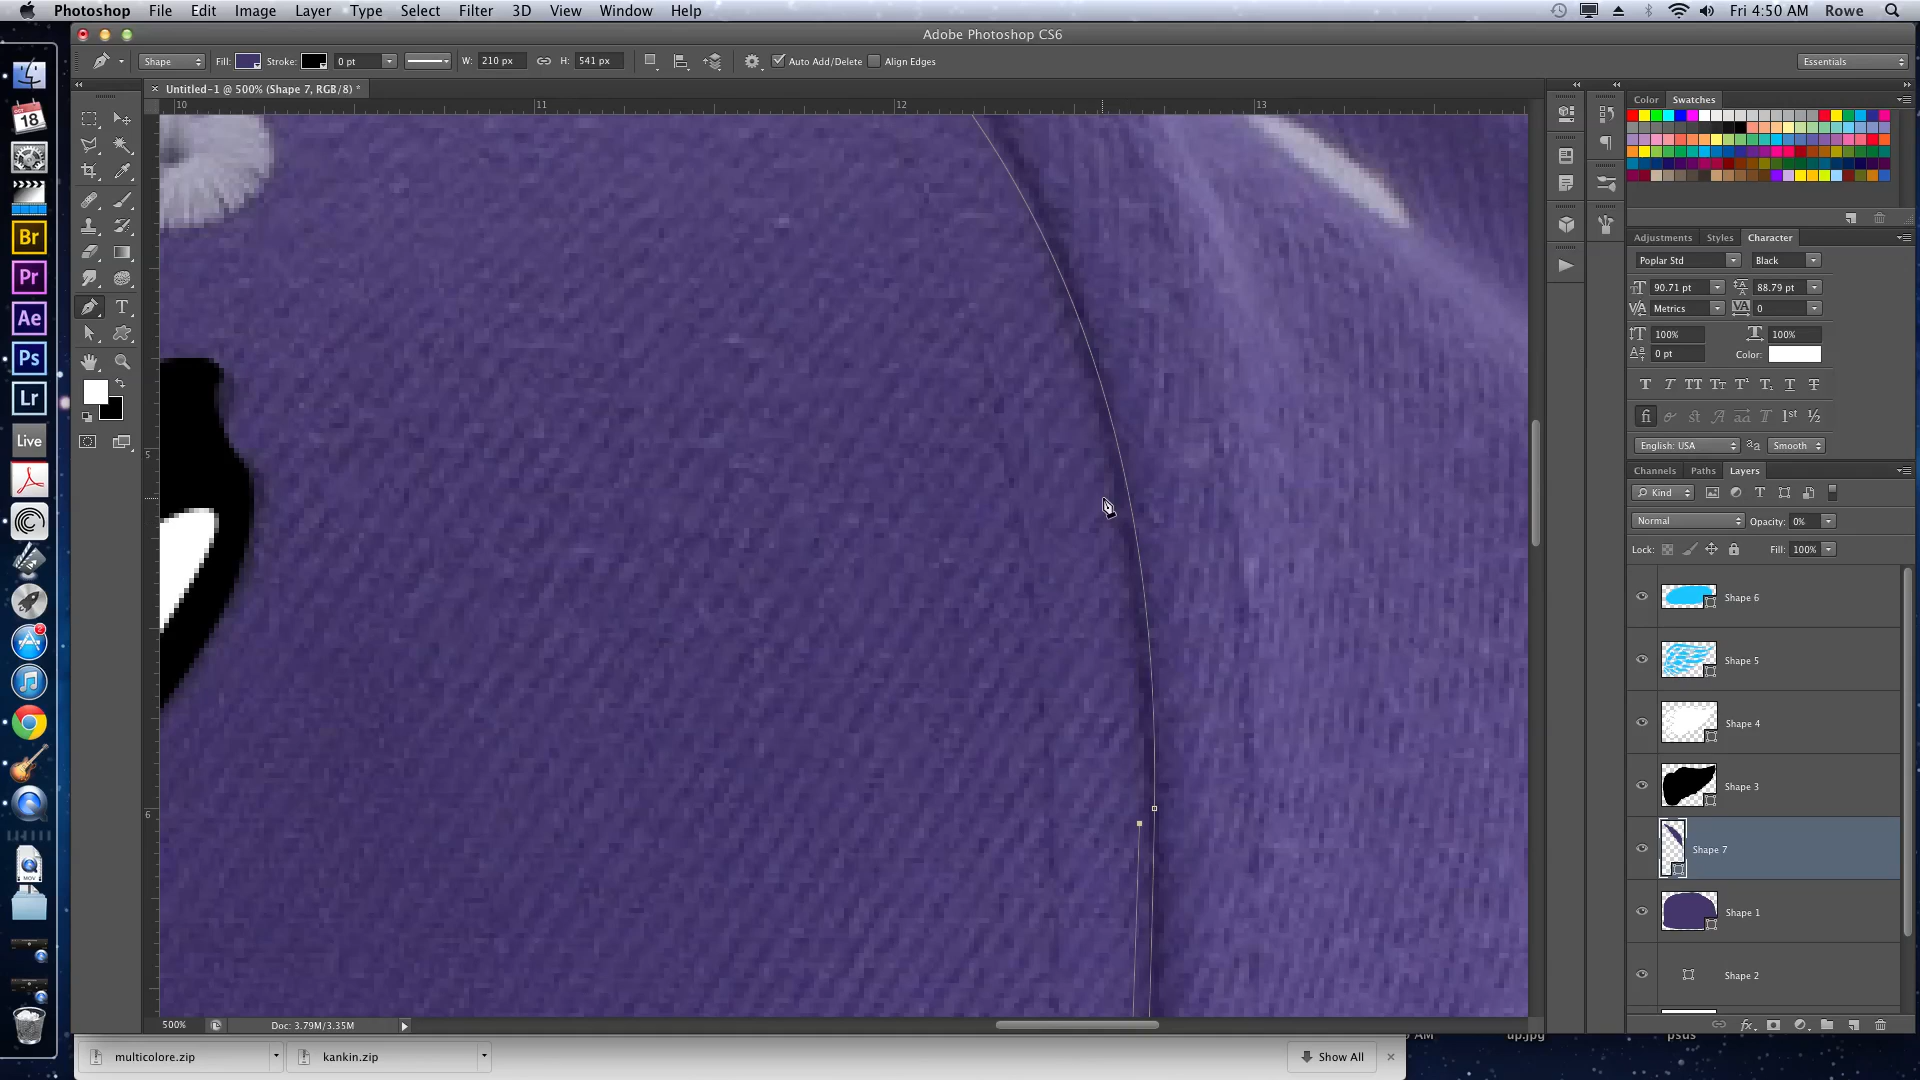 Photoshop File Edit Image Layer Type Select Filter 3D View Window Help Fri 4:50 AM Rowe
Adobe Photoshop CS6
Shape Fill: Stroke: 0 pt W: 210 px H: 541 px Auto Add/Delete Align Edges Essentials
Untitled-1 @ 500% (Shape 7, RGB/8) *
10 11 12 13
5
6
18
Br
Pr
Ae
Ps
Lr
Live
2
MOV
Color Swatches
Adjustments Styles Character
Poplar Std Black
90.71 pt 88.79 pt
Metrics 0
100% 100%
0 pt Color:
English: USA Smooth
Channels Paths Layers
Kind
Normal Opacity: 0%
Lock: Fill: 100%
Shape 6
Shape 5
Shape 4
Shape 3
Shape 7
Shape 1
Shape 2
500% Doc: 3.79M/3.35M
multicolore.zip kankin.zip Show All
AM up.jpg psds